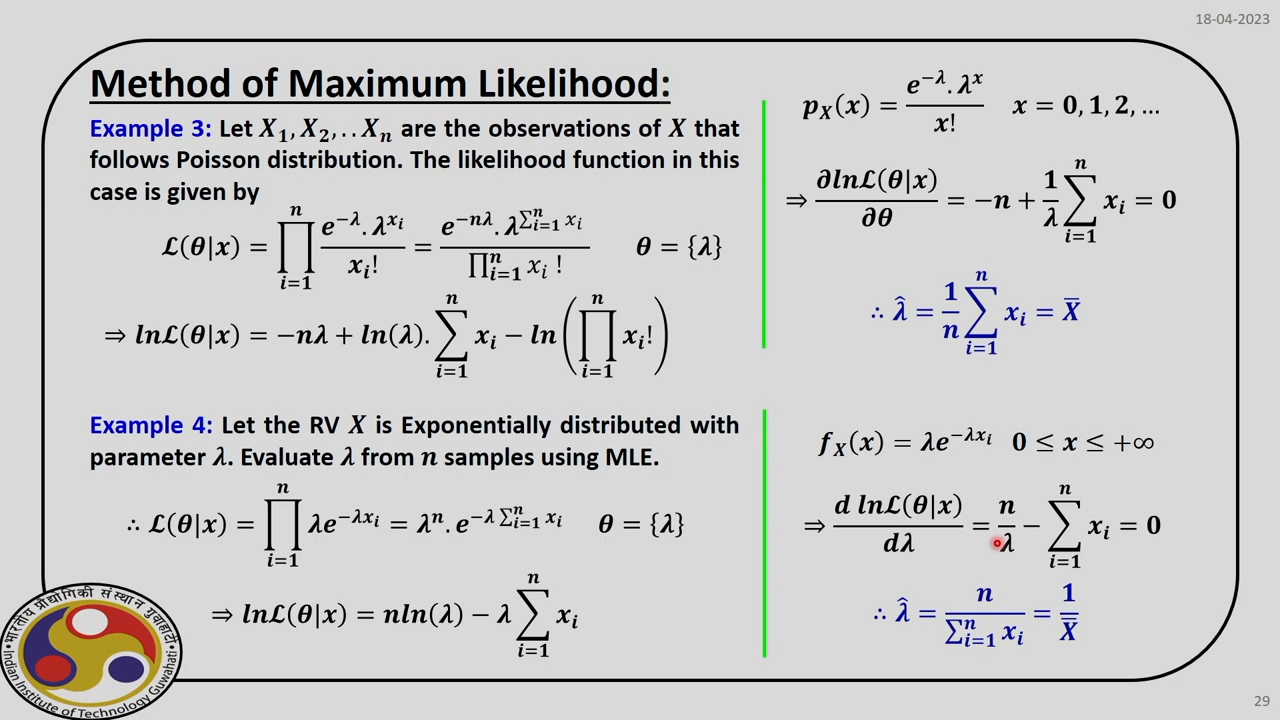 18-04-2023
Method of Maximum Likelihood:
Example 3: Let X₁, X₂, . . Xₙ are the observations of X that
follows Poisson distribution. The likelihood function in this
case is given by
ℒ(θ|x) = ∏ᵢ₌₁ⁿ (e^{−λ}. λ^{xᵢ})/(xᵢ!) = (e^{−nλ}. λ^{∑ᵢ₌₁ⁿ xᵢ})/(∏ᵢ₌₁ⁿ xᵢ !) θ = {λ}
⇒ lnℒ(θ|x) = −nλ + ln(λ). ∑ᵢ₌₁ⁿ xᵢ − ln(∏ᵢ₌₁ⁿ xᵢ!)
p_X(x) = (e^{−λ}. λ^x)/(x!) x = 0, 1, 2, …
⇒ ∂lnℒ(θ|x)/∂θ = −n + (1/λ) ∑ᵢ₌₁ⁿ xᵢ = 0
∴ λ̂ = (1/n) ∑ᵢ₌₁ⁿ xᵢ = X̅
Example 4: Let the RV X is Exponentially distributed with
parameter λ. Evaluate λ from n samples using MLE.
∴ ℒ(θ|x) = ∏ᵢ₌₁ⁿ λe^{−λxᵢ} = λⁿ. e^{−λ ∑ᵢ₌₁ⁿ xᵢ} θ = {λ}
⇒ lnℒ(θ|x) = nln(λ) − λ ∑ᵢ₌₁ⁿ xᵢ
f_X(x) = λe^{−λxᵢ} 0 ≤ x ≤ +∞
⇒ d lnℒ(θ|x)/dλ = n/λ − ∑ᵢ₌₁ⁿ xᵢ = 0
∴ λ̂ = n/(∑ᵢ₌₁ⁿ xᵢ) = 1/X̅
भारतीय प्रौद्योगिकी संस्थान गुवाहाटी
Indian Institute of Technology Guwahati
29